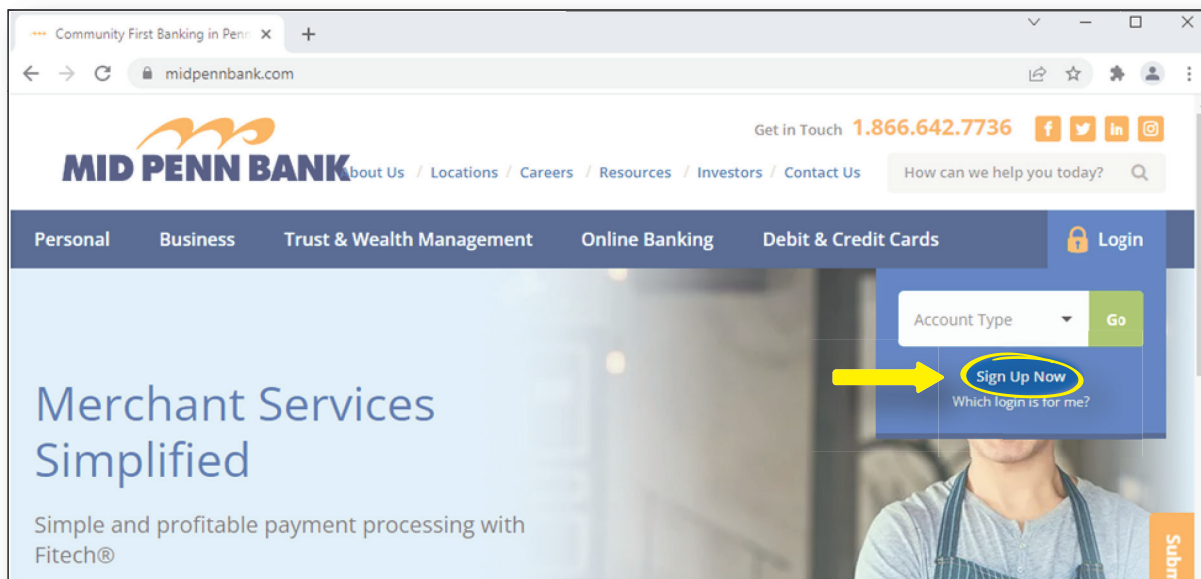 Community First Banking in Penn
midpennbank.com
Get in Touch 1.866.642.7736
MID PENN BANK
About Us / Locations / Careers / Resources / Investors / Contact Us
How can we help you today?
Personal Business Trust & Wealth Management Online Banking Debit & Credit Cards Login
Account Type Go
Sign Up Now
Which login is for me?
Merchant Services
Simplified
Simple and profitable payment processing with
Fitech®